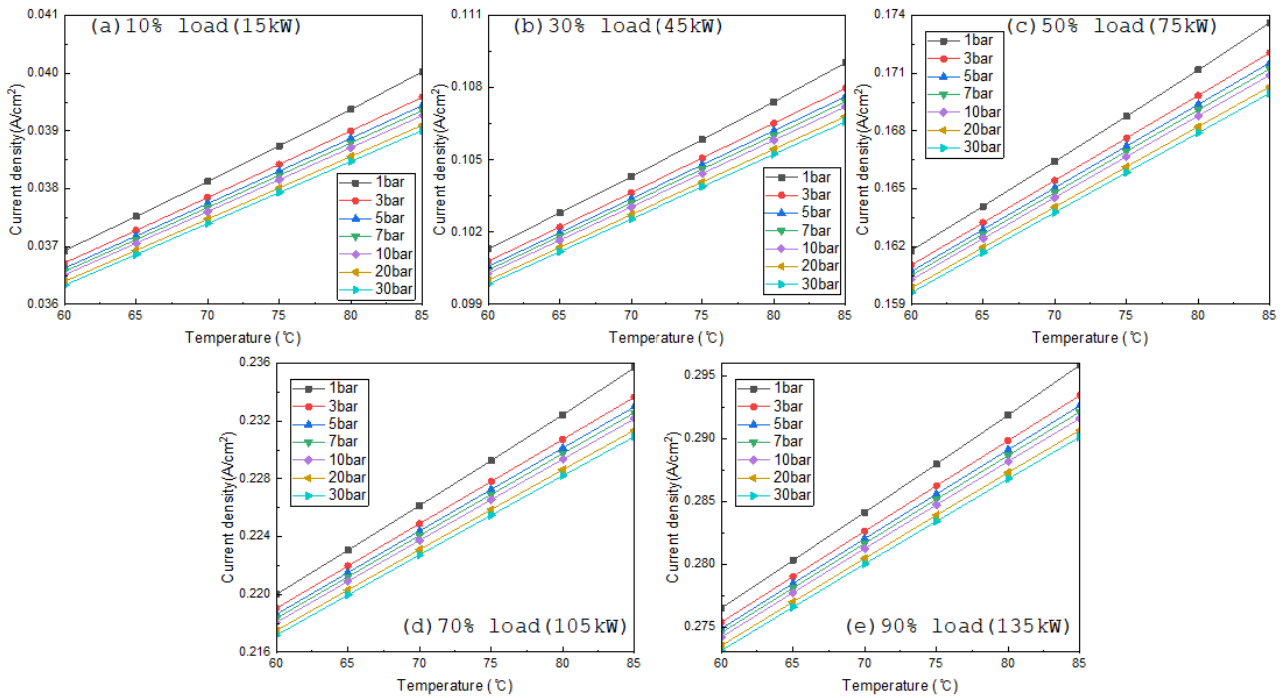 (a)10% load(15kW)
Current density(A/cm²)
0.041
0.040
0.039
0.038
0.037
0.036
1bar
3bar
5bar
7bar
10bar
20bar
30bar
60 65 70 75 80 85
Temperature (℃)
(b)30% load(45kW)
Current density(A/cm²)
0.111
0.108
0.105
0.102
0.099
1bar
3bar
5bar
7bar
10bar
20bar
30bar
60 65 70 75 80 85
Temperature (℃)
(c)50% load(75kW)
Current density(A/cm²)
0.174
0.171
0.168
0.165
0.162
0.159
1bar
3bar
5bar
7bar
10bar
20bar
30bar
60 65 70 75 80 85
Temperature (℃)
Current density(A/cm²)
0.236
0.232
0.228
0.224
0.220
0.216
1bar
3bar
5bar
7bar
10bar
20bar
30bar
(d)70% load(105kW)
60 65 70 75 80 85
Temperature (℃)
Current density(A/cm²)
0.295
0.290
0.285
0.280
0.275
1bar
3bar
5bar
7bar
10bar
20bar
30bar
(e)90% load(135kW)
60 65 70 75 80 85
Temperature (℃)